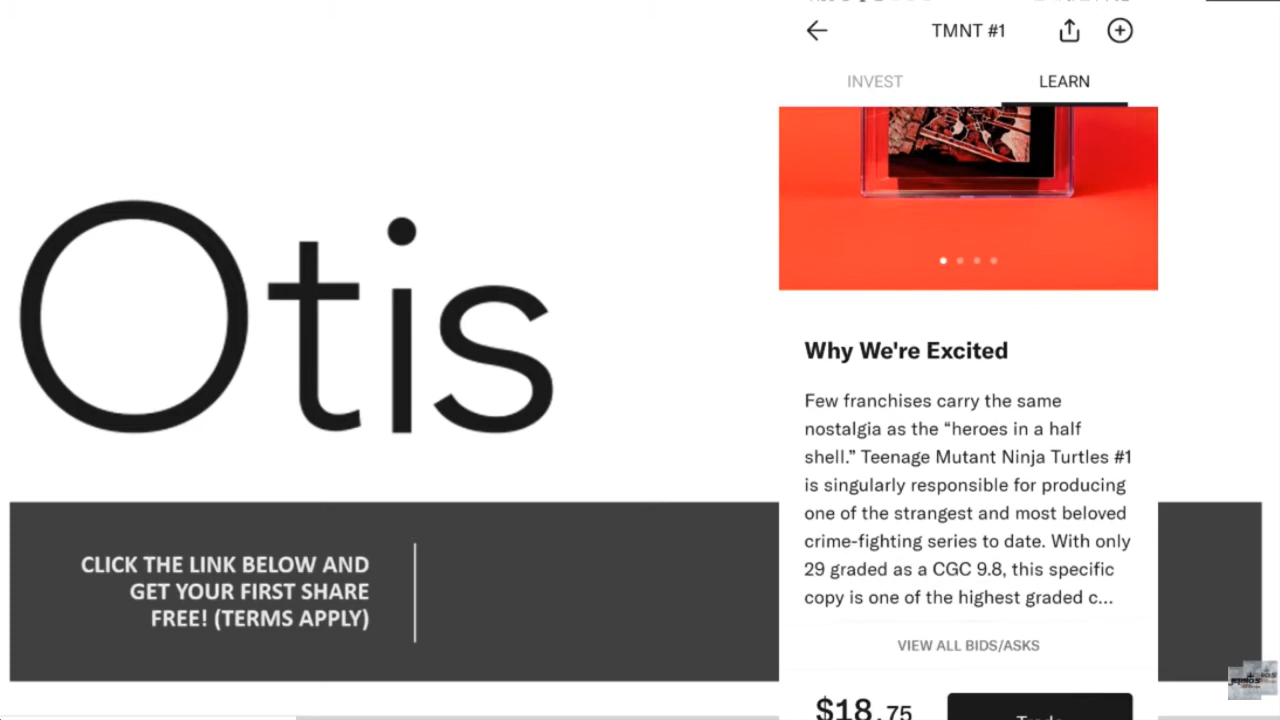 Otis
CLICK THE LINK BELOW AND
GET YOUR FIRST SHARE
FREE! (TERMS APPLY)
TMNT #1
INVEST
LEARN
Why We're Excited
Few franchises carry the same
nostalgia as the “heroes in a half
shell.” Teenage Mutant Ninja Turtles #1
is singularly responsible for producing
one of the strangest and most beloved
crime-fighting series to date. With only
29 graded as a CGC 9.8, this specific
copy is one of the highest graded c...
VIEW ALL BIDS/ASKS
$18.75
Trade